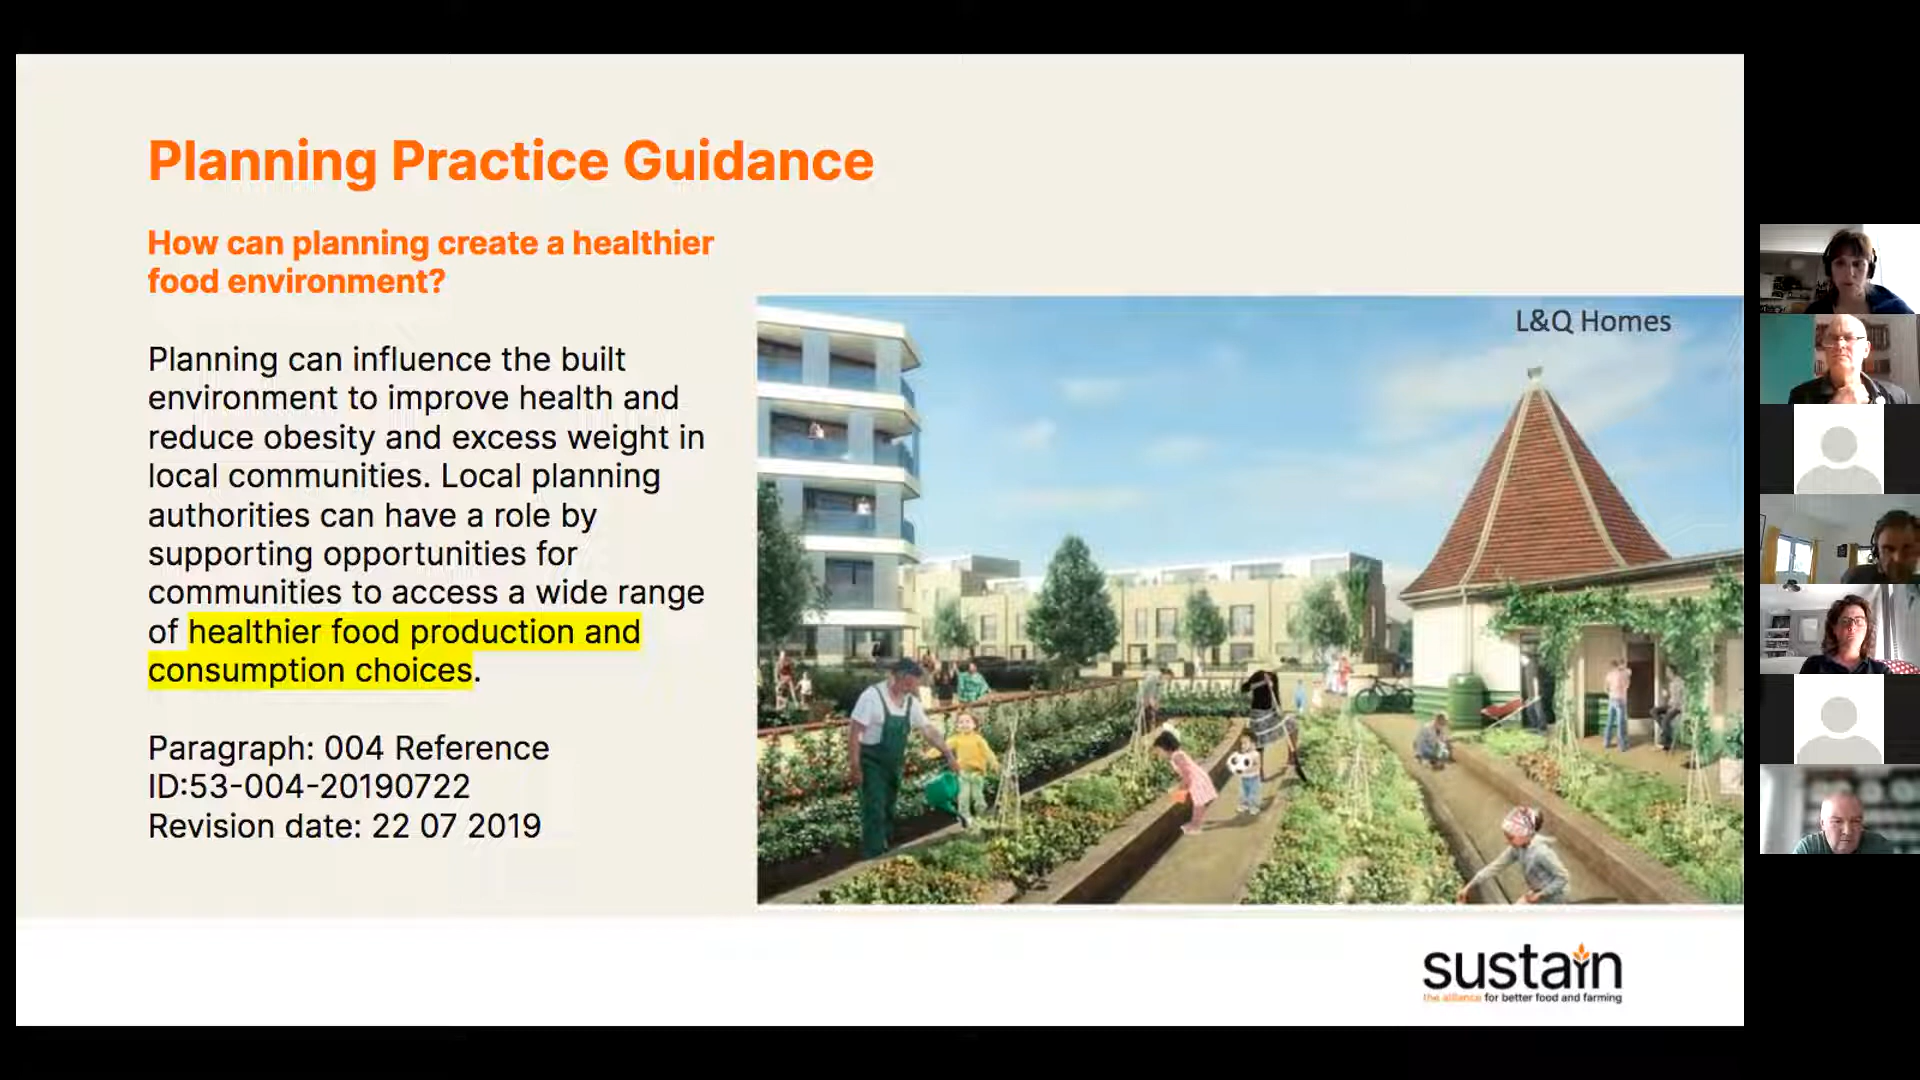 Planning Practice Guidance
How can planning create a healthier
food environment?
Planning can influence the built
environment to improve health and
reduce obesity and excess weight in
local communities. Local planning
authorities can have a role by
supporting opportunities for
communities to access a wide range
of healthier food production and
consumption choices.
Paragraph: 004 Reference
ID:53-004-20190722
Revision date: 22 07 2019
L&Q Homes
sustain
the alliance for better food and farming